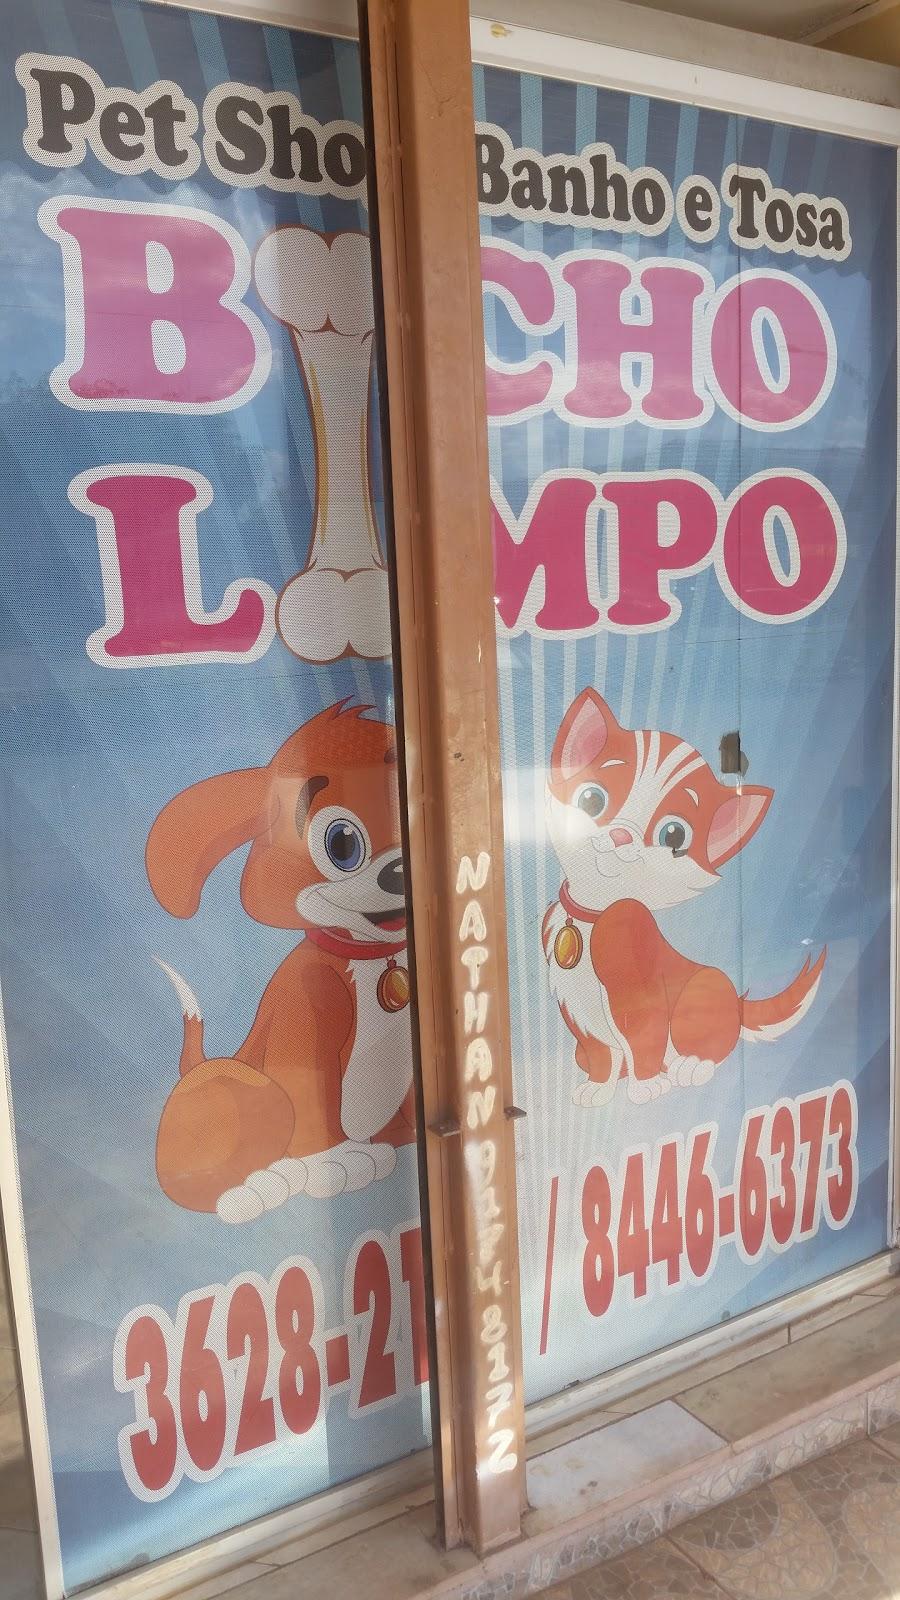 Pet Sho Banho e Tosa
B CHO
L MPO
3628-21 / 8446-6373
NATHAN